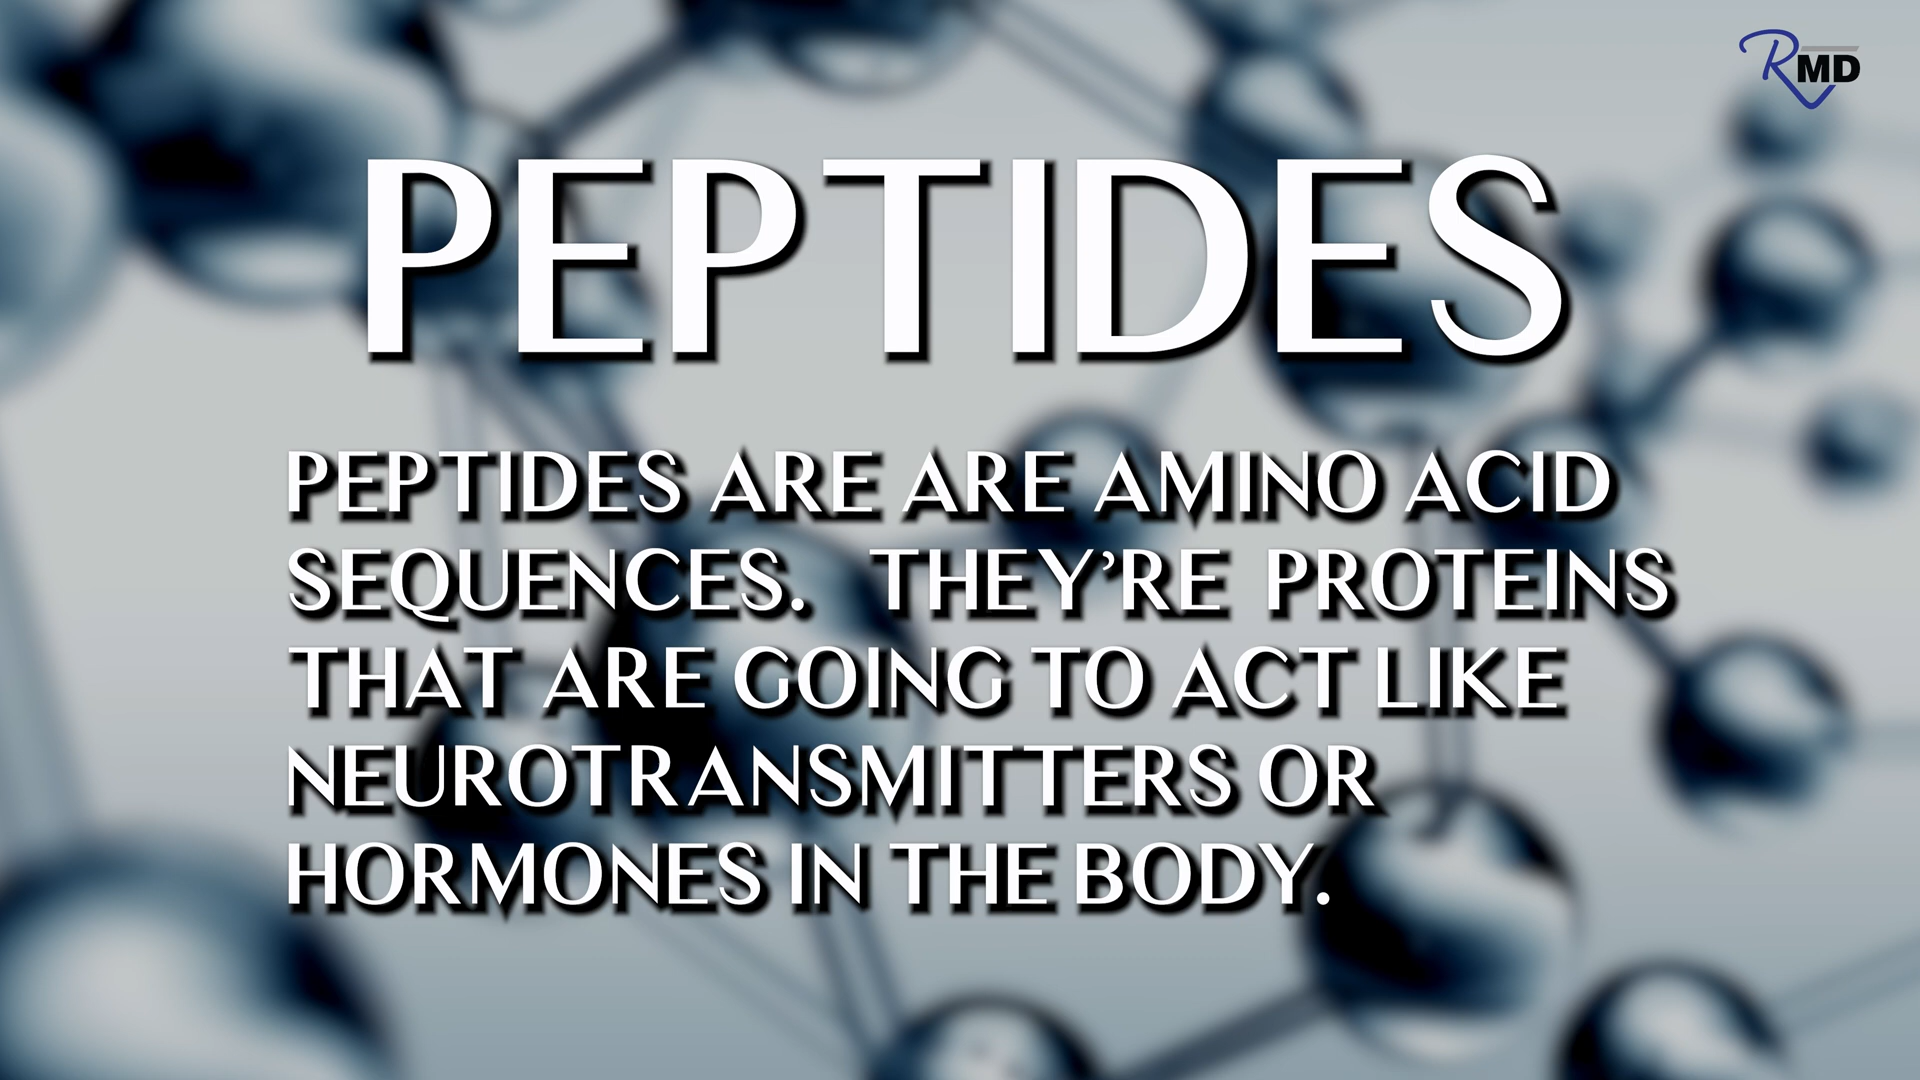 RMD
PEPTIDES
PEPTIDES ARE ARE AMINO ACID
SEQUENCES. THEY’RE PROTEINS
THAT ARE GOING TO ACT LIKE
NEUROTRANSMITTERS OR
HORMONES IN THE BODY.